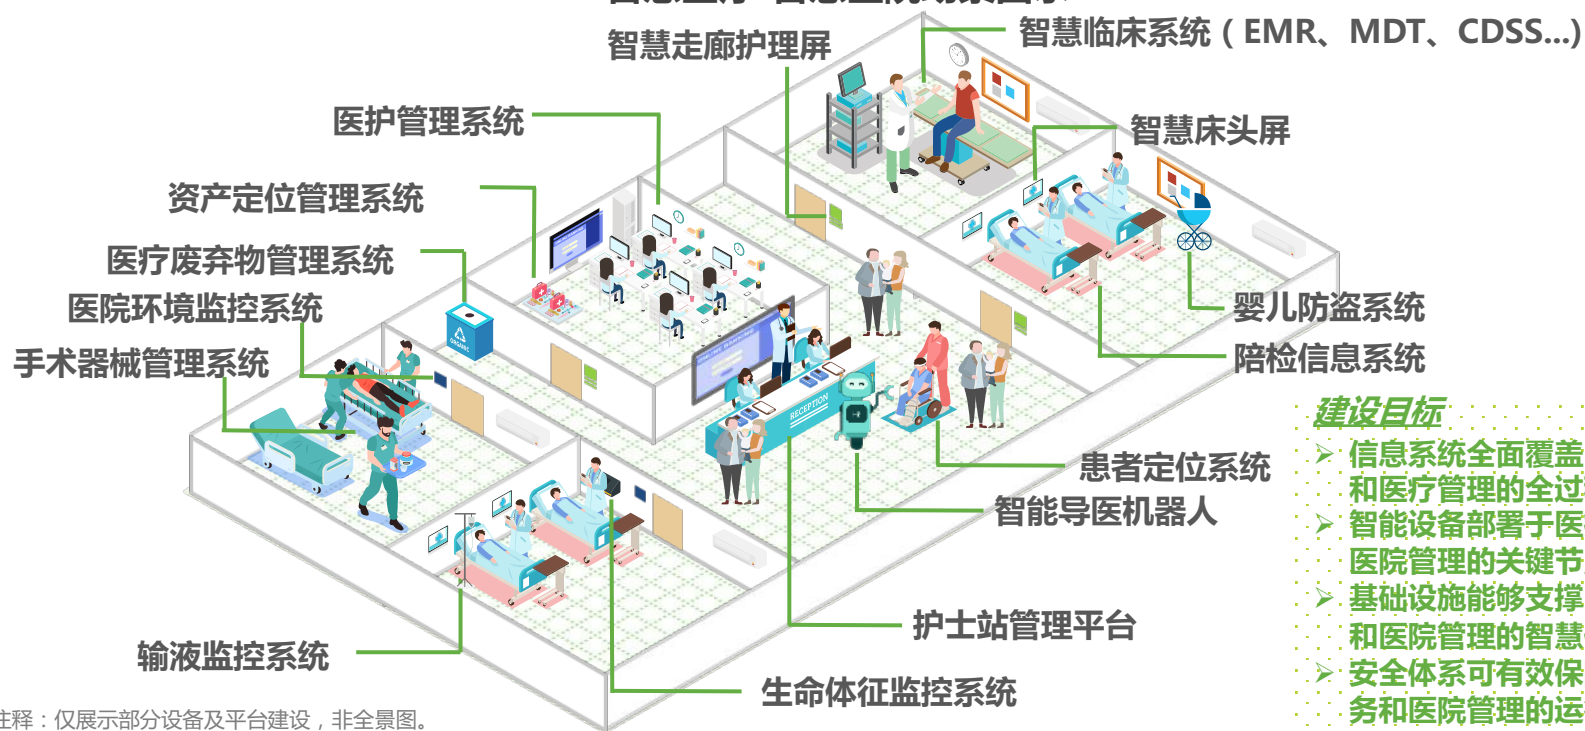 智慧走廊护理屏
智慧临床系统（EMR、MDT、CDSS...）
医护管理系统
智慧床头屏
资产定位管理系统
医疗废弃物管理系统
医院环境监控系统
手术器械管理系统
婴儿防盗系统
陪检信息系统
ORGANIC
RECEPTION
建设目标
信息系统全面覆盖
和医疗管理的全过
智能设备部署于医
医院管理的关键节
基础设施能够支撑
和医院管理的智慧
安全体系可有效保
务和医院管理的运
患者定位系统
智能导医机器人
护士站管理平台
输液监控系统
生命体征监控系统
注释：仅展示部分设备及平台建设，非全景图。